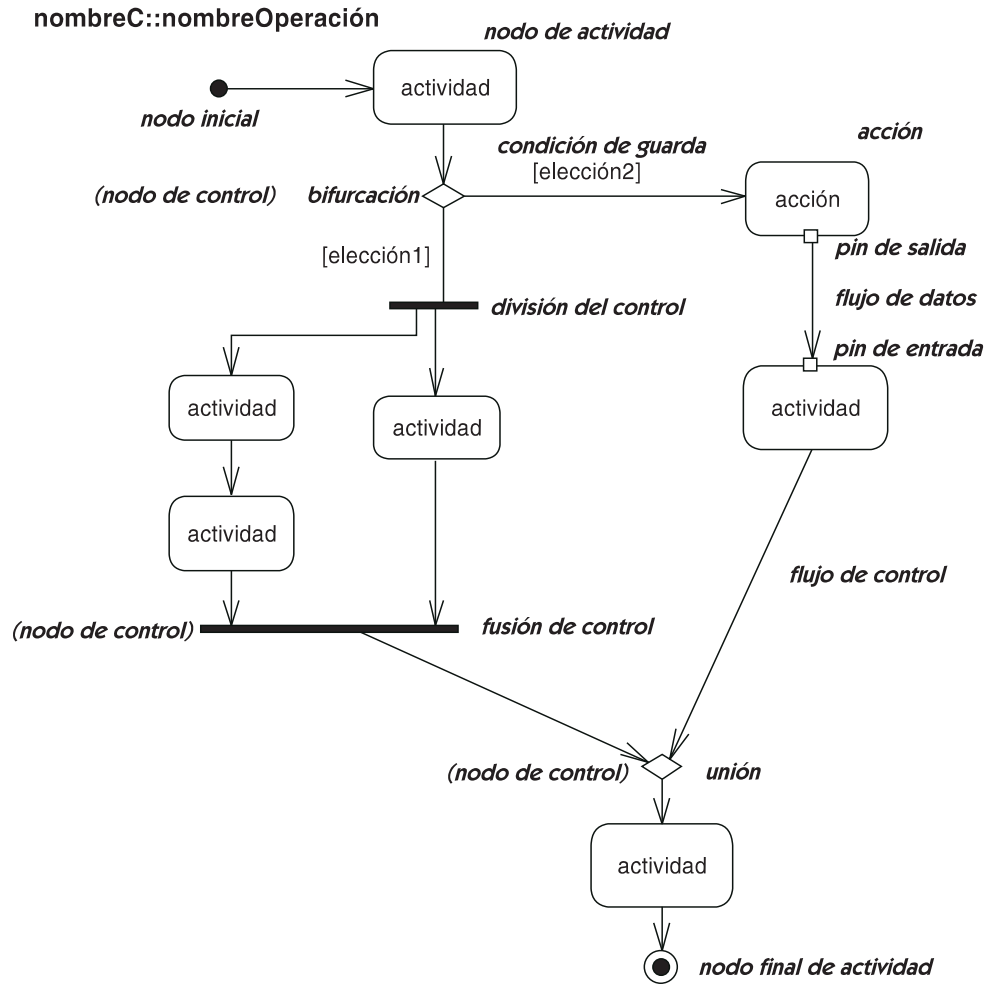 nombreC::nombreOperación
nodo de actividad
actividad
nodo inicial
condición de guarda
[elección2]
acción
(nodo de control)
bifurcación
acción
pin de salida
[elección1]
flujo de datos
división del control
pin de entrada
actividad
actividad
actividad
actividad
flujo de control
(nodo de control)
fusión de control
(nodo de control)
unión
actividad
nodo final de actividad